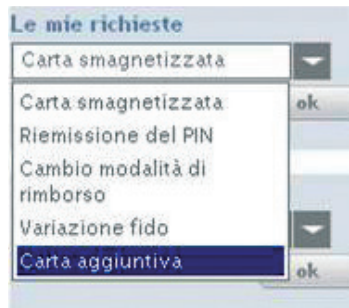 Le mie richieste
Carta smagnetizzata
Carta smagnetizzata
ok
Riemissione del PIN
Cambio modalità di
rimborso
Variazione fido
Carta aggiuntiva
ok